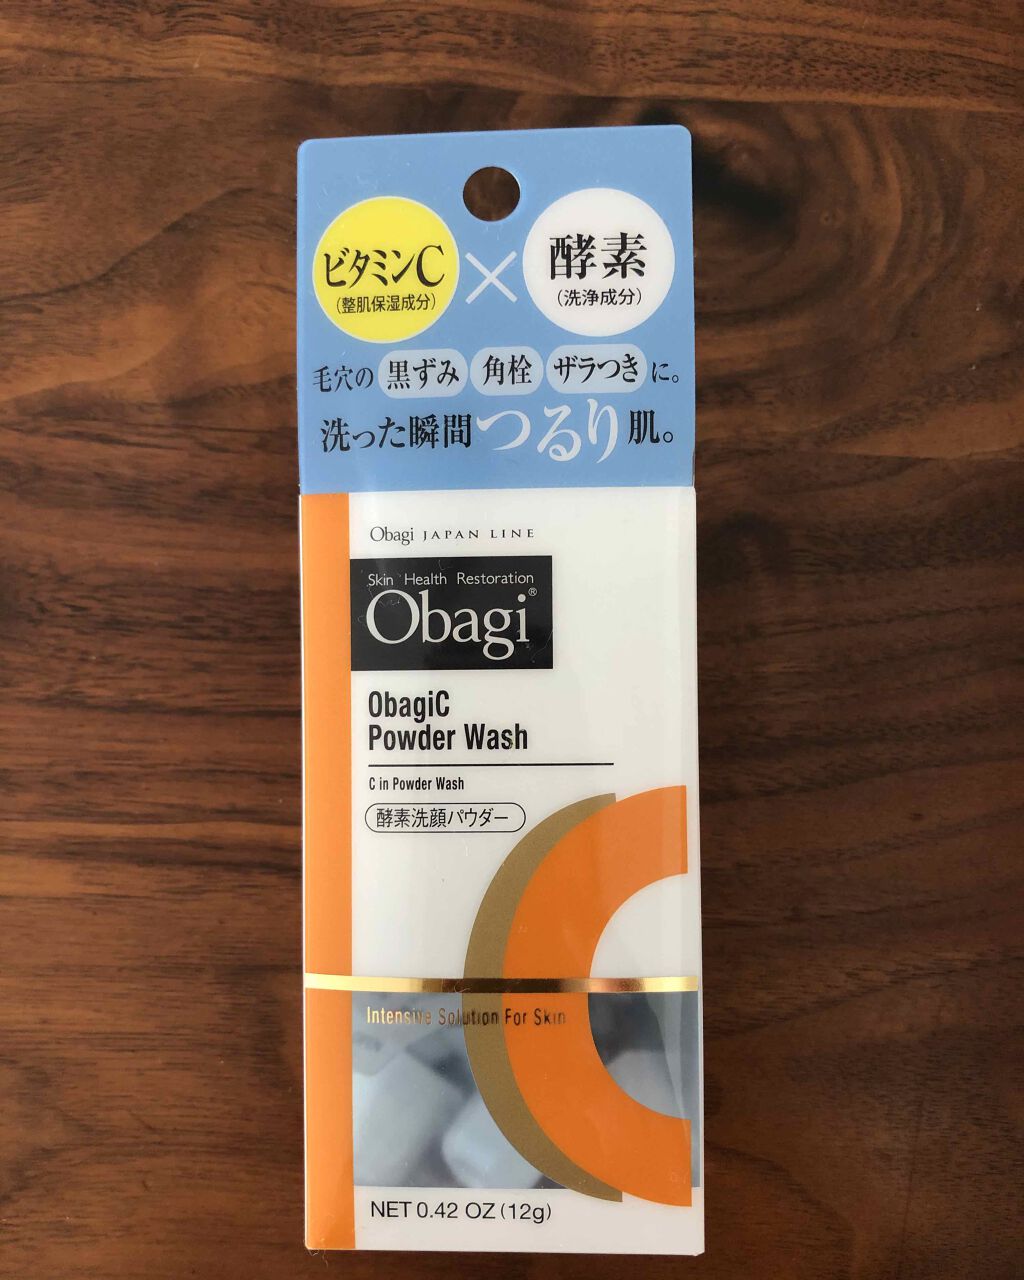 ビタミンC
(整肌保湿成分)
×
酵素
(洗浄成分)
毛穴の 黒ずみ 角栓 ザラつき に。
洗った瞬間つるり肌。
Obagi JAPAN LINE
Skin Health Restoration
Obagi®
ObagiC
Powder Wash
C in Powder Wash
酵素洗顔パウダー
C
Intensive Solution For Skin
NET 0.42 OZ (12g)